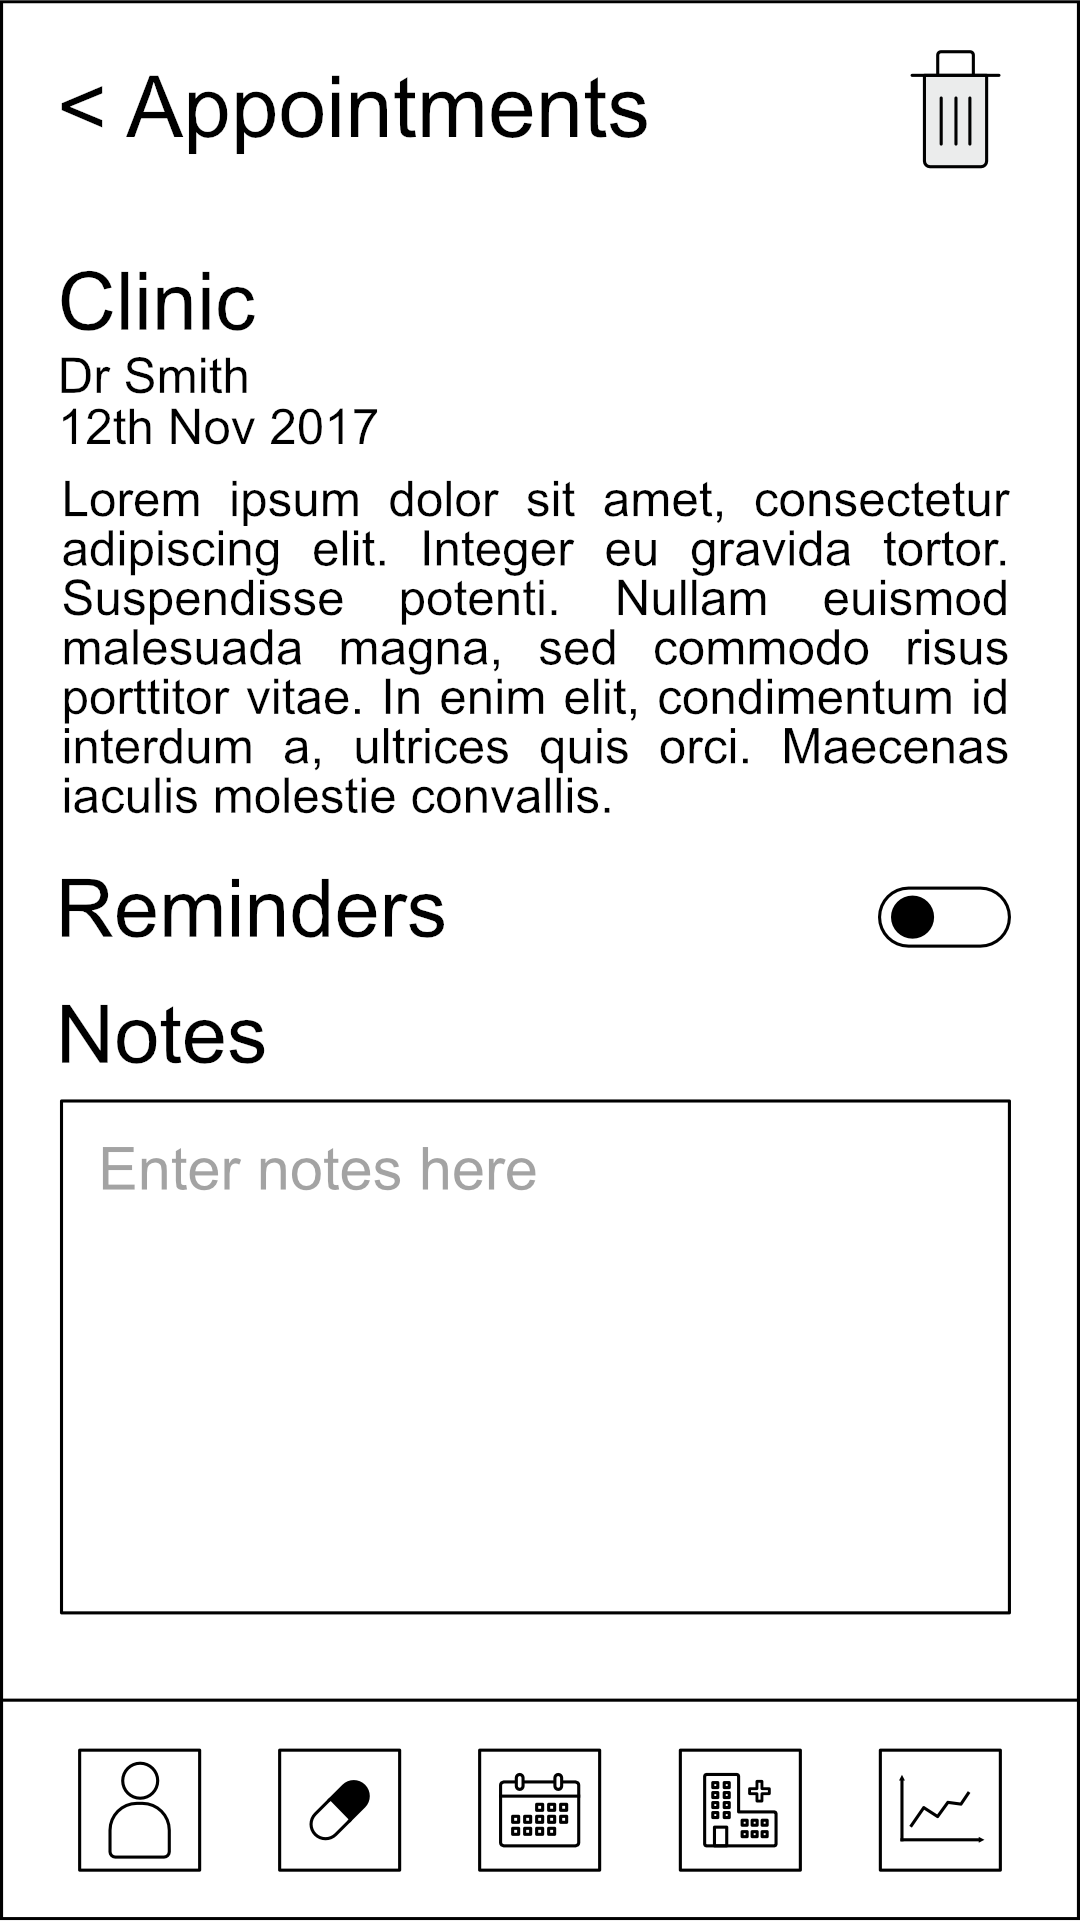 < Appointments
Clinic
Dr Smith
12th Nov 2017
Lorem ipsum dolor sit amet, consectetur
adipiscing elit. Integer eu gravida tortor.
Suspendisse potenti. Nullam euismod
malesuada magna, sed commodo risus
porttitor vitae. In enim elit, condimentum id
interdum a, ultrices quis orci. Maecenas
iaculis molestie convallis.
Reminders
Notes
Enter notes here